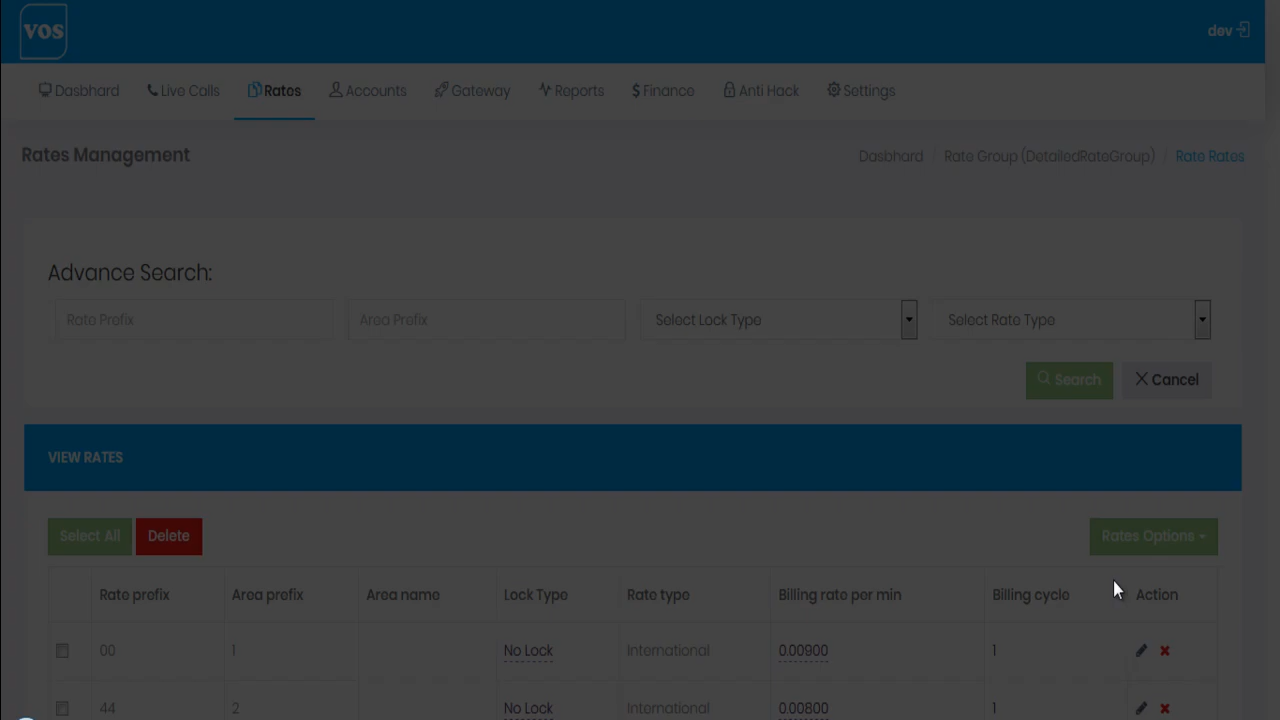 VOS
dev
Dasbhard Live Calls Rates Accounts Gateway Reports Finance Anti Hack Settings
Rates Management
Dasbhard / Rate Group (DetailedRateGroup) / Rate Rates
Advance Search:
Rate Prefix Area Prefix Select Lock Type Select Rate Type
Search Cancel
VIEW RATES
Select All Delete Rates Options
Rate prefix Area prefix Area name Lock Type Rate type Billing rate per min Billing cycle Action
00 1 No Lock International 0.00900 1
44 2 No Lock International 0.00800 1